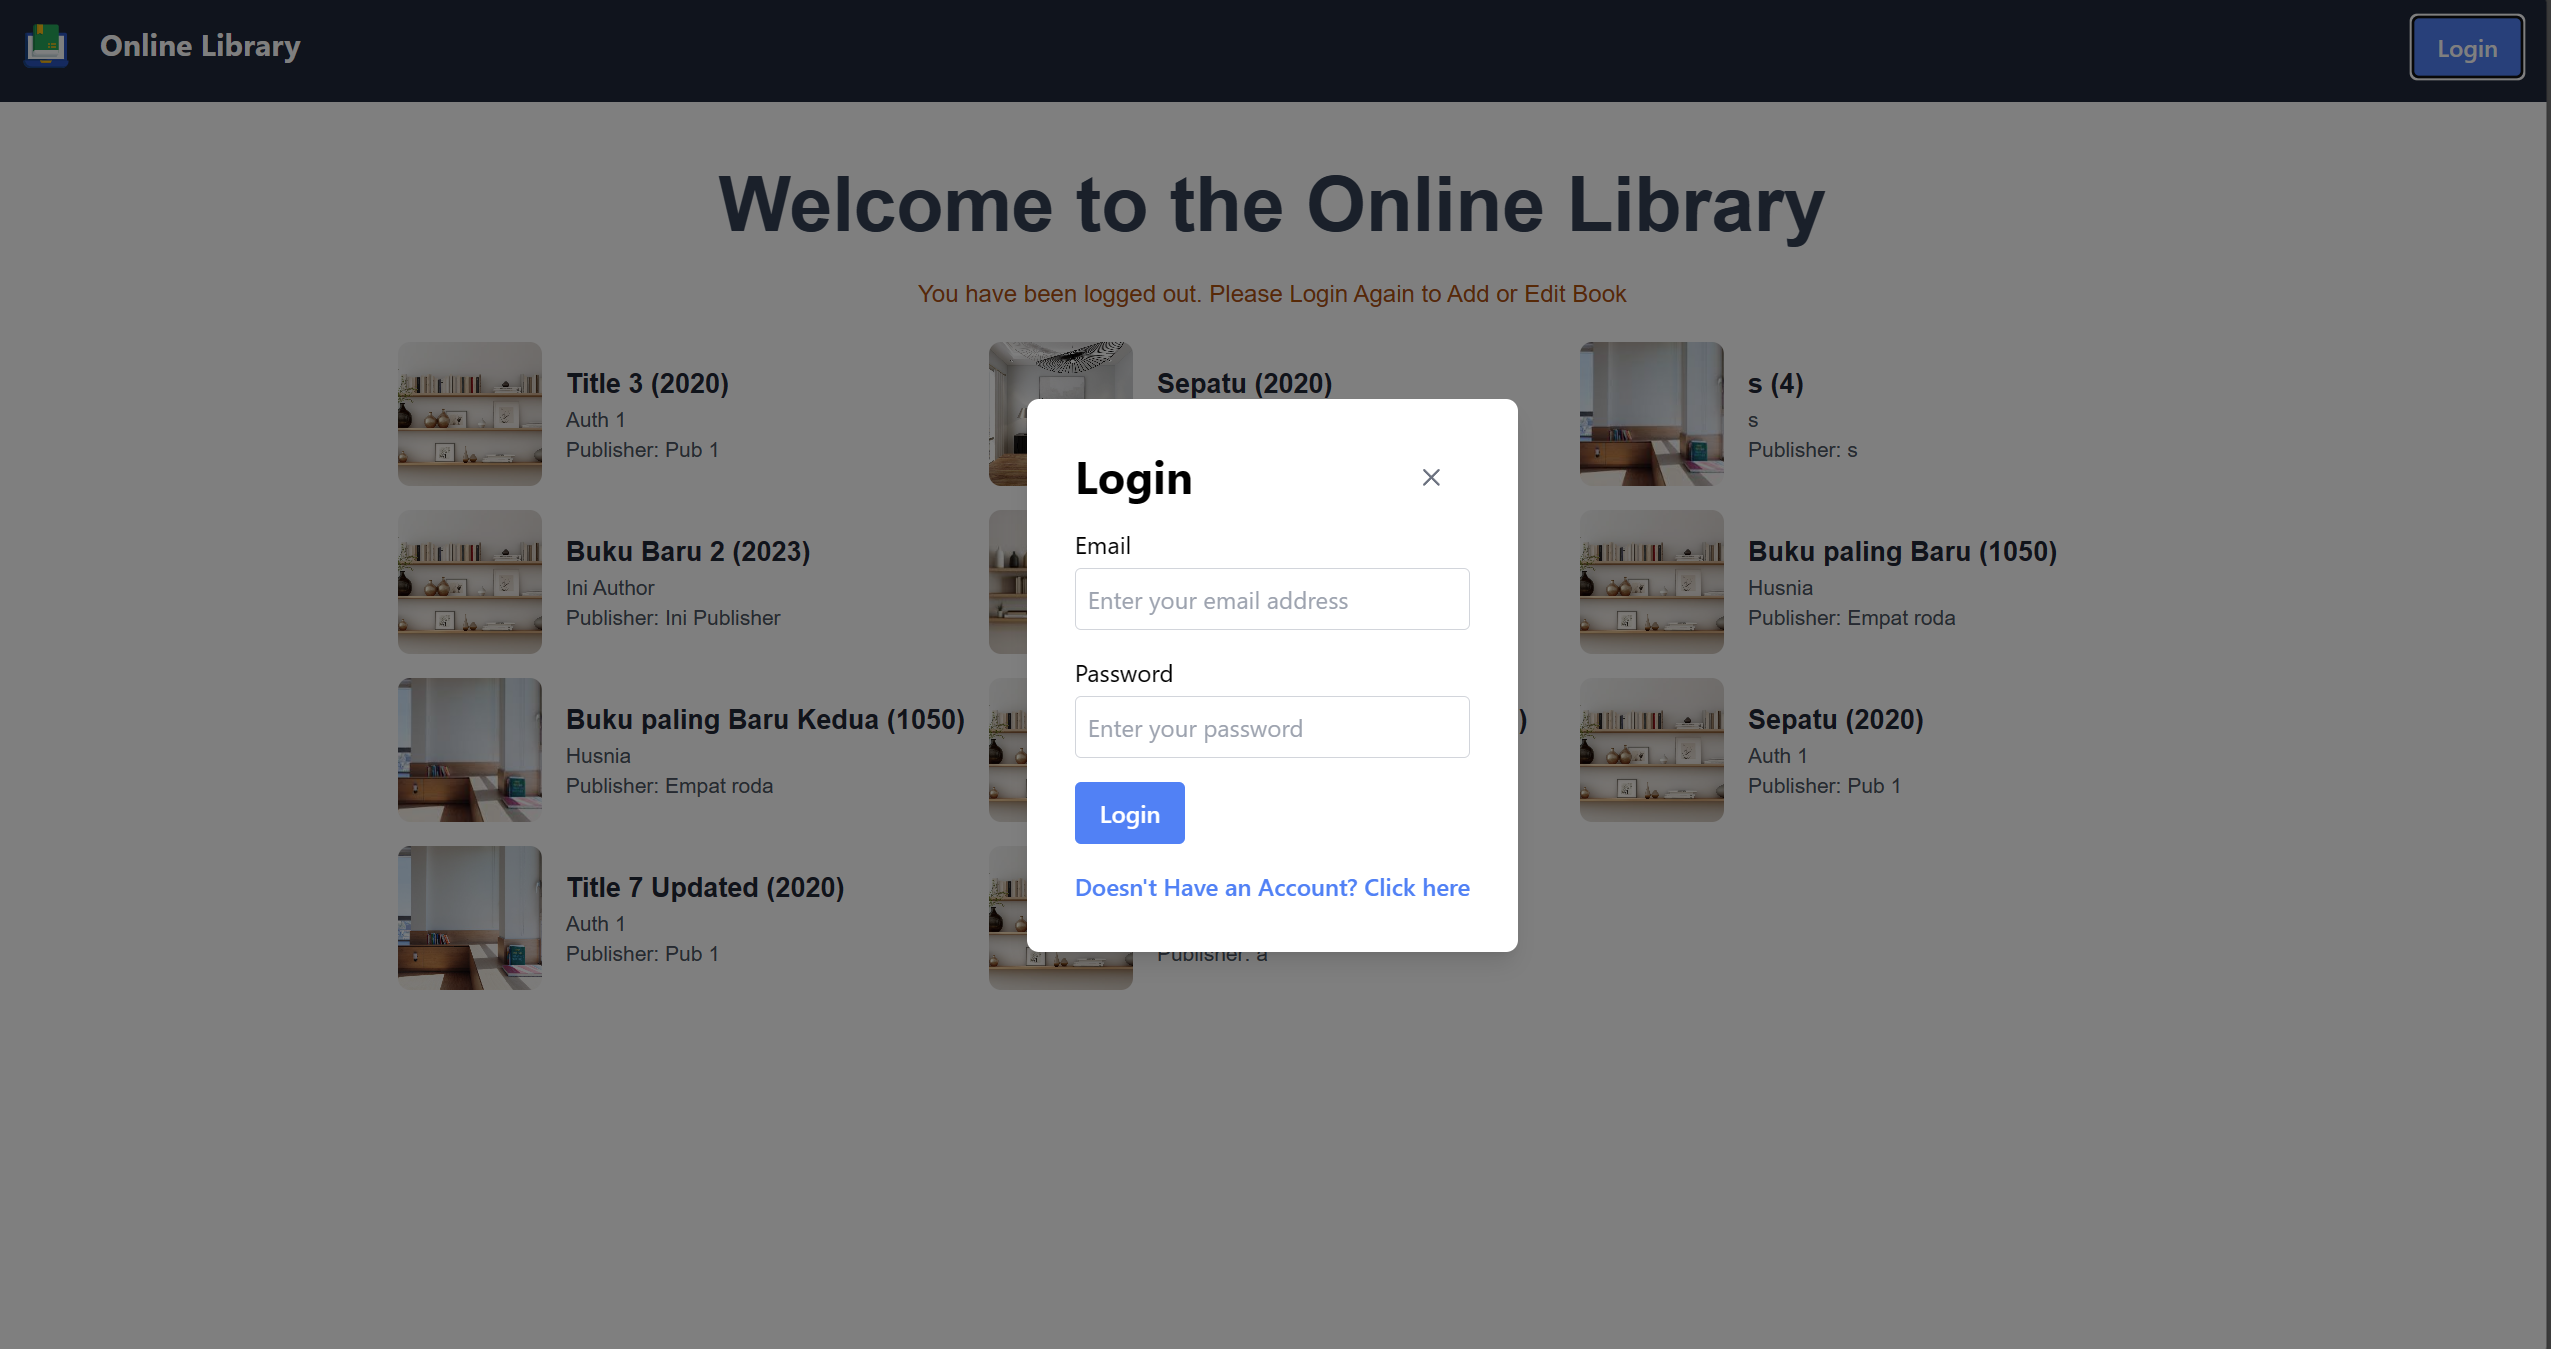 Online Library
Login
Welcome to the Online Library
You have been logged out. Please Login Again to Add or Edit Book
Title 3 (2020)
Auth 1
Publisher: Pub 1
Sepatu (2020)
s (4)
s
Publisher: s
Buku Baru 2 (2023)
Ini Author
Publisher: Ini Publisher
Buku paling Baru (1050)
Husnia
Publisher: Empat roda
Buku paling Baru Kedua (1050)
Husnia
Publisher: Empat roda
)
Sepatu (2020)
Auth 1
Publisher: Pub 1
Title 7 Updated (2020)
Auth 1
Publisher: Pub 1
Publisher: a
Login
Email
Enter your email address
Password
Enter your password
Login
Doesn't Have an Account? Click here